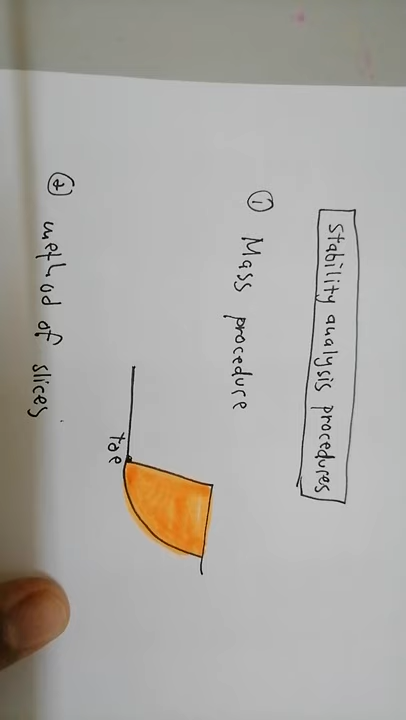 Stability analysis procedures
① Mass procedure
Toe
② method of slices